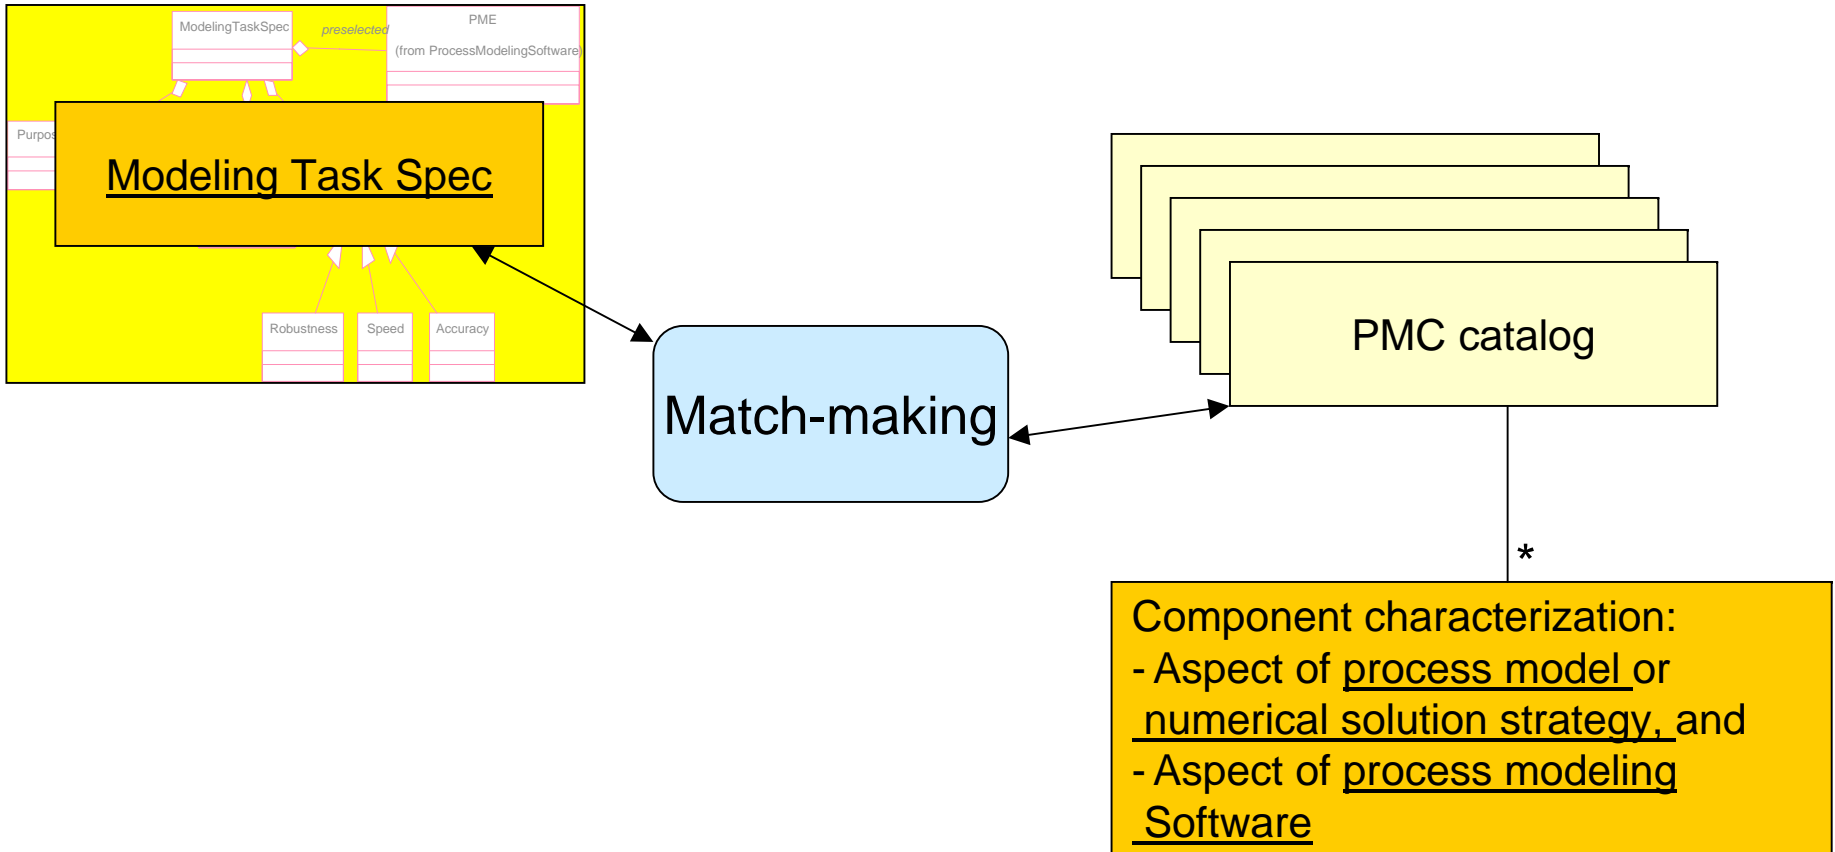 ModelingTaskSpec
preselected
PME
(from ProcessModelingSoftware)
Purpos
Modeling Task Spec
Robustness
Speed
Accuracy
Match-making
PMC catalog
*
Component characterization:
- Aspect of process model or
numerical solution strategy, and
- Aspect of process modeling
Software